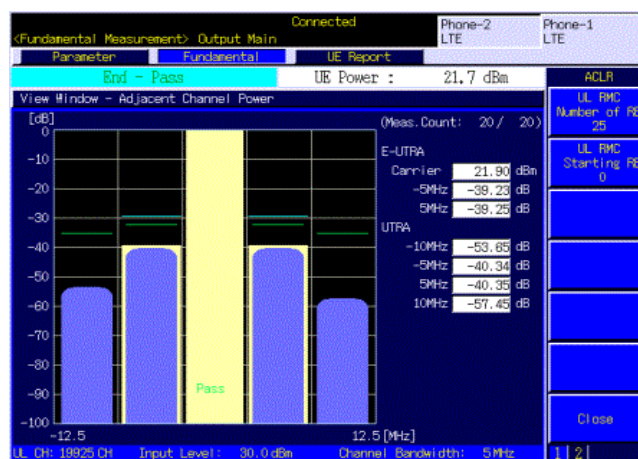 Connected
<Fundamental Measurement> Output Main
Phone-2
LTE
Phone-1
LTE
Parameter
Fundamental
UE Report
End - Pass
UE Power : 21.7 dBm
ACLR
View Window - Adjacent Channel Power
[dB]
(Meas.Count: 20 / 20)
UL RMC
Number of RB
25
UL RMC
Starting RB
0
E-UTRA
Carrier 21.90 dBm
-5MHz -39.23 dB
5MHz -39.25 dB
UTRA
-10MHz -53.65 dB
-5MHz -40.34 dB
5MHz -40.35 dB
10MHz -57.45 dB
0
-10
-20
-30
-40
-50
-60
-70
-80
-90
-100
Pass
-12.5
12.5 [MHz]
Close
UL CH: 19925 CH Input Level: 30.0 dBm Channel Bandwidth: 5 MHz
1 2